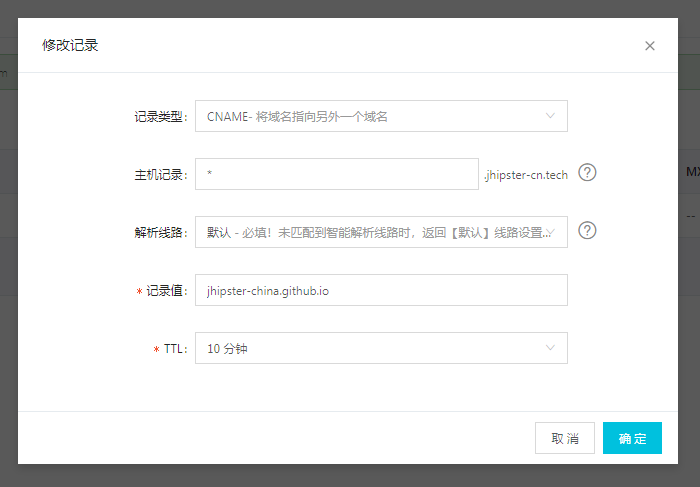 修改记录
记录类型:
CNAME- 将域名指向另外一个域名
主机记录:
*
.jhipster-cn.tech
?
解析线路:
默认 - 必填！未匹配到智能解析线路时，返回【默认】线路设置...
?
* 记录值:
jhipster-china.github.io
* TTL:
10 分钟
取 消
确 定
--